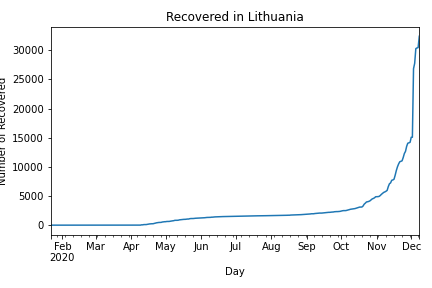 Recovered in Lithuania
Number of Recovered
30000
25000
20000
15000
10000
5000
0
Feb Mar Apr May Jun Jul Aug Sep Oct Nov Dec
2020
Day